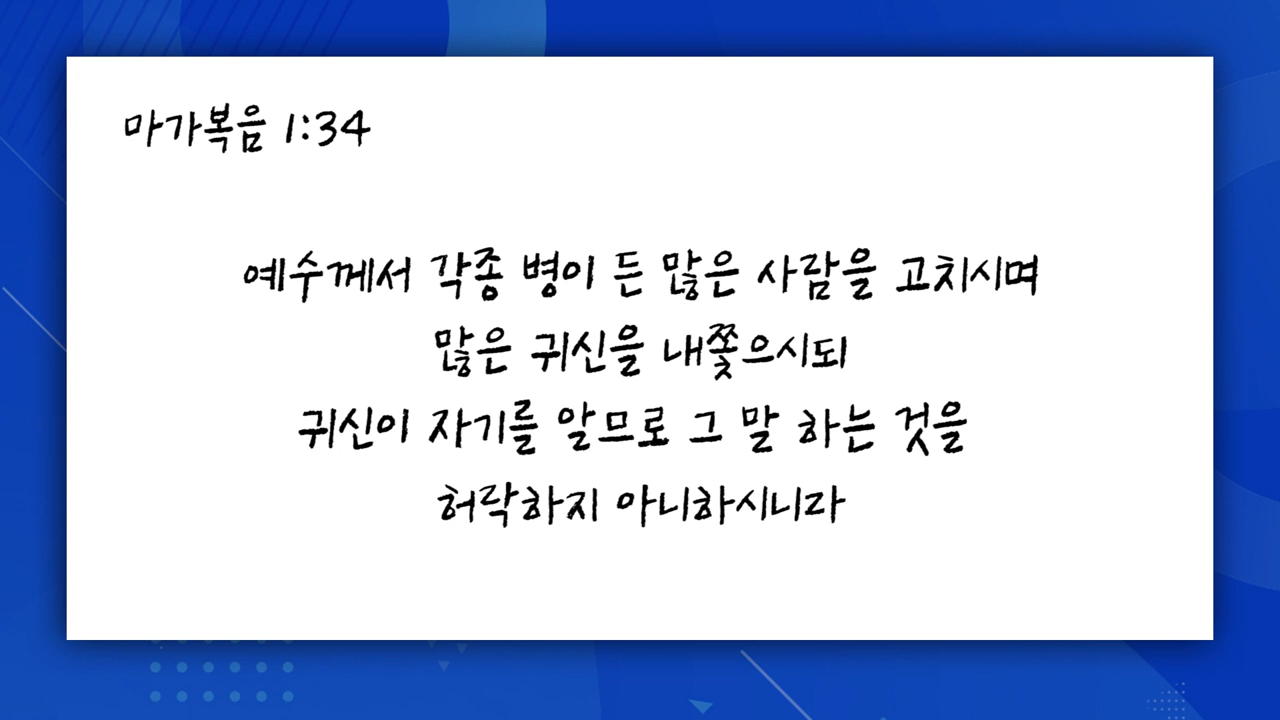 마가복음 1:34
예수께서 각종 병이 든 많은 사람을 고치시며
많은 귀신을 내쫓으시되
귀신이 자기를 알므로 그 말 하는 것을
허락하지 아니하시니라